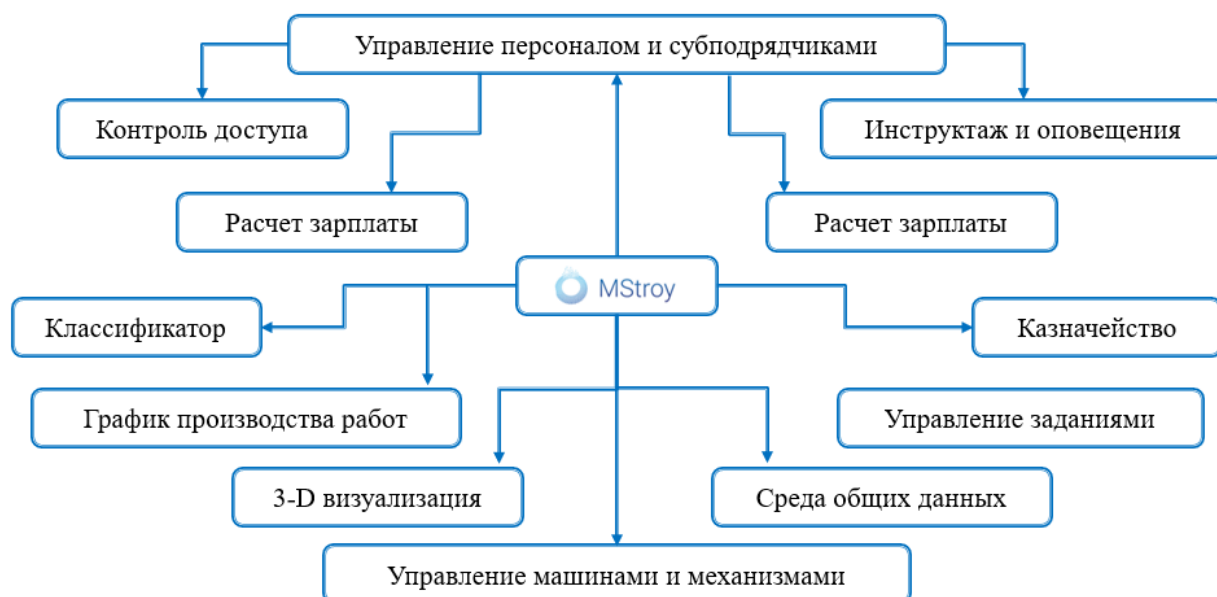 Управление персоналом и субподрядчиками
Контроль доступа
Инструктаж и оповещения
Расчет зарплаты
Расчет зарплаты
MStroy
Классификатор
Казначейство
График производства работ
Управление заданиями
3-D визуализация
Среда общих данных
Управление машинами и механизмами